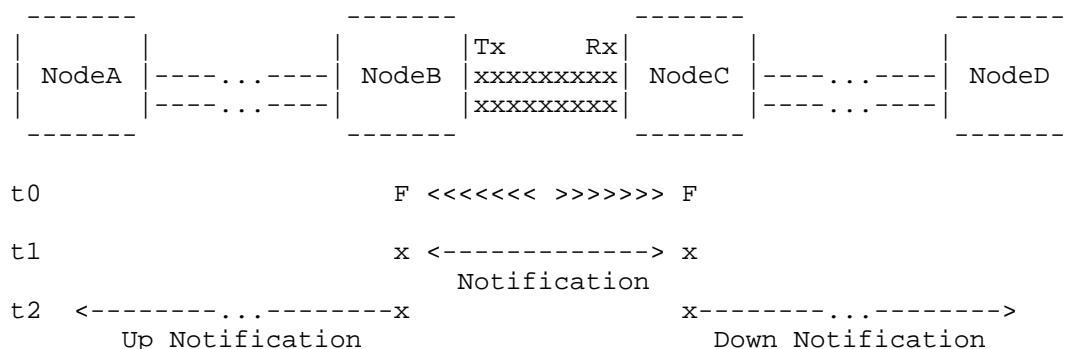 -------               -------            -------              -------
|       |             |       |Tx     Rx|       |             |       |
| NodeA |----...----| NodeB |xxxxxxxxx| NodeC |----...----| NodeD |
|       |----...----|       |xxxxxxxxx|       |----...----|       |
 -------               -------            -------              -------
t0 F <<<<<<< >>>>>>> F
t1 x <-------------> x
Notification
t2 <--------...--------x x--------...-------->
Up Notification Down Notification